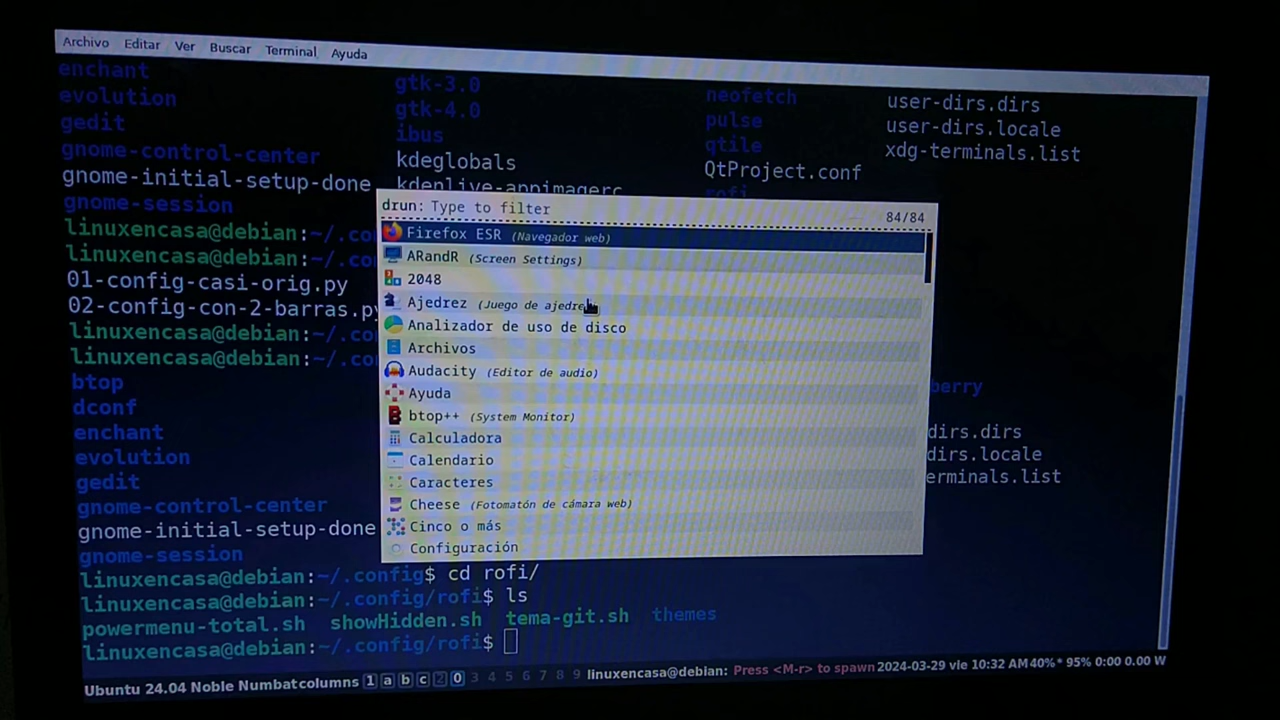 Archivo Editar Ver Buscar Terminal Ayuda
enchant gtk-3.0 neofetch user-dirs.dirs
evolution gtk-4.0 pulse user-dirs.locale
gedit ibus qtile xdg-terminals.list
gnome-control-center kdeglobals QtProject.conf
gnome-initial-setup-done kdenlive-appimagerc rofi
gnome-session
linuxencasa@debian:~/.co
linuxencasa@debian:~/.co
01-config-casi-orig.py
02-config-con-2-barras.py
linuxencasa@debian:~/.co
linuxencasa@debian:~/.co
btop berry
dconf
enchant dirs.dirs
evolution dirs.locale
gedit erminals.list
gnome-control-center
gnome-initial-setup-done
gnome-session
linuxencasa@debian:~/.config$ cd rofi/
linuxencasa@debian:~/.config/rofi$ ls
powermenu-total.sh showHidden.sh tema-git.sh themes
linuxencasa@debian:~/.config/rofi$
drun: Type to filter 84/84
Firefox ESR (Navegador web)
ARandR (Screen Settings)
2048
Ajedrez (Juego de ajedre
Analizador de uso de disco
Archivos
Audacity (Editor de audio)
Ayuda
btop++ (System Monitor)
Calculadora
Calendario
Caracteres
Cheese (Fotomatón de cámara web)
Cinco o más
Configuración
Ubuntu 24.04 Noble Numbat columns 1 a b c 2 0 3 4 5 6 7 8 9 linuxencasa@debian: Press <M-r> to spawn 2024-03-29 vie 10:32 AM 40%* 95% 0:00 0.00 W